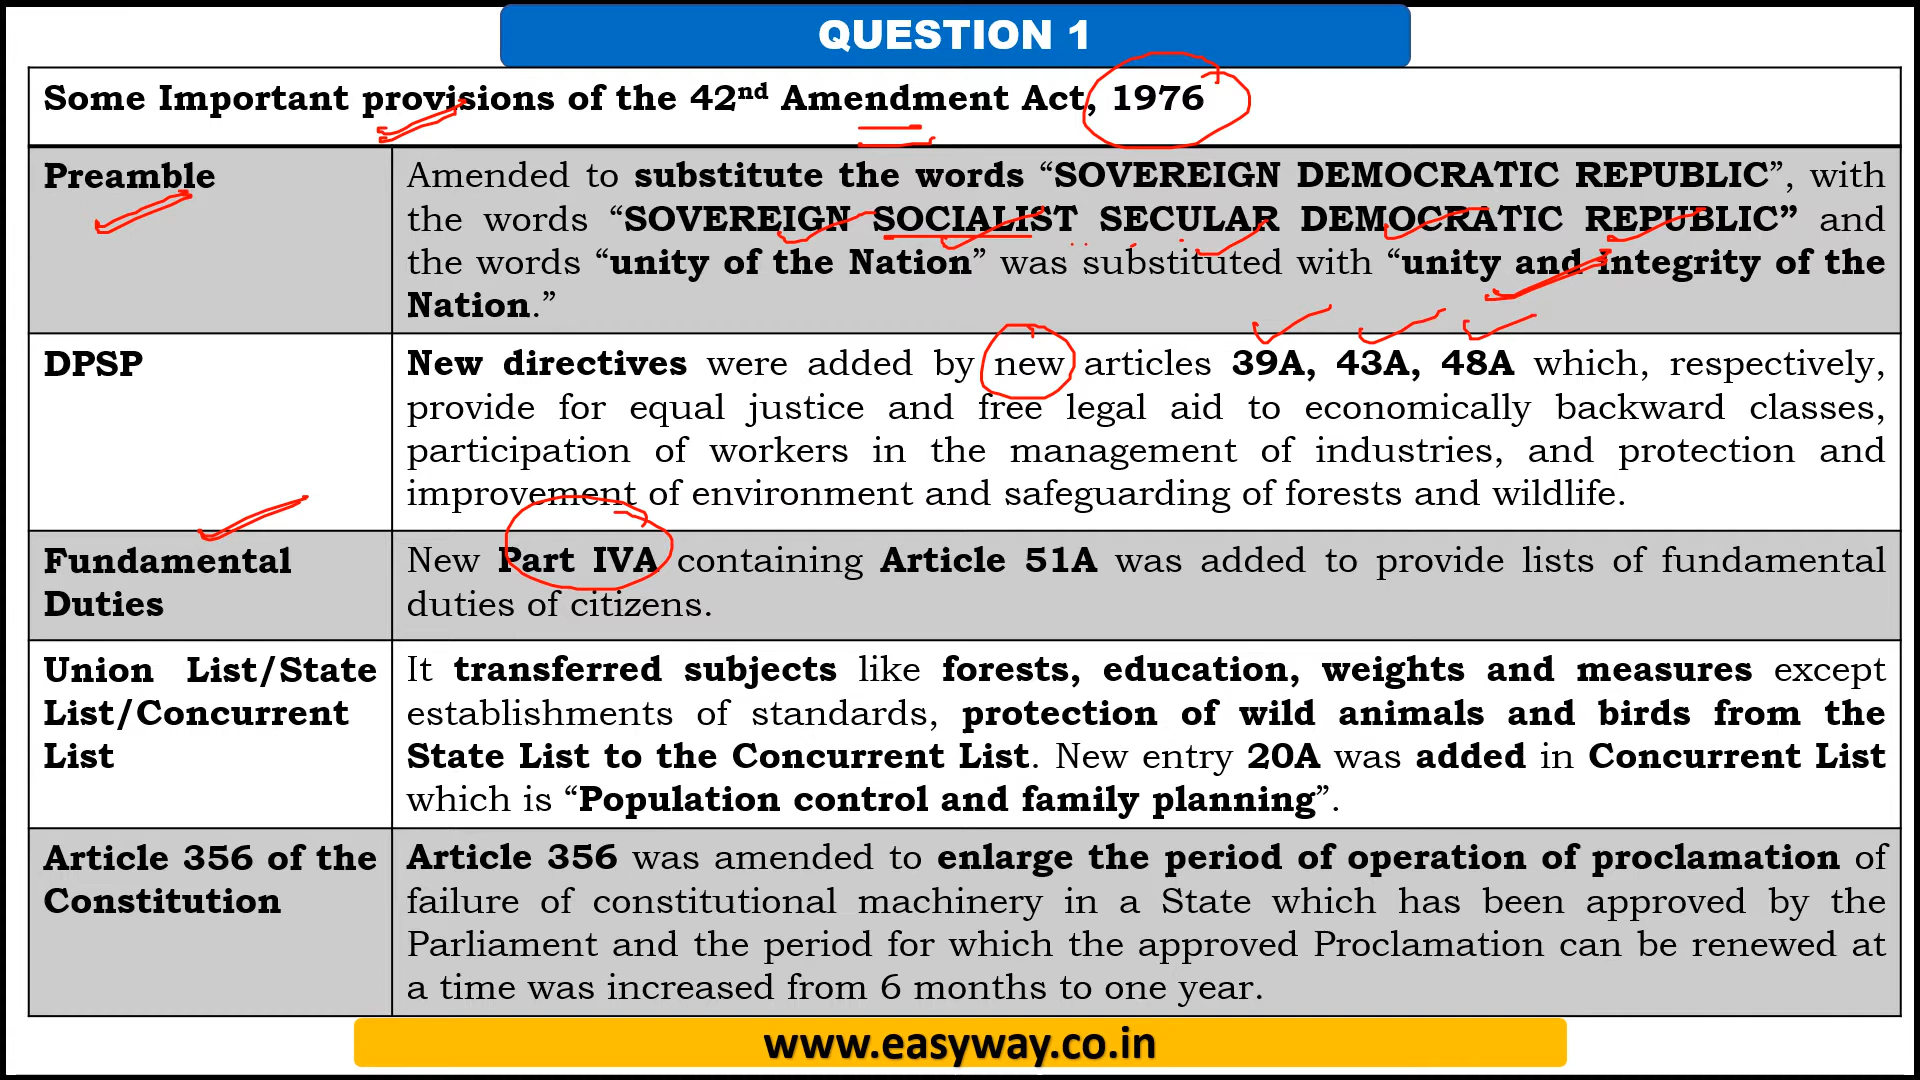 QUESTION 1
Some Important provisions of the 42nd Amendment Act, 1976
Preamble
Amended to substitute the words “SOVEREIGN DEMOCRATIC REPUBLIC”, with
the words “SOVEREIGN SOCIALIST SECULAR DEMOCRATIC REPUBLIC” and
the words “unity of the Nation” was substituted with “unity and integrity of the
Nation.”
DPSP
New directives were added by new articles 39A, 43A, 48A which, respectively,
provide for equal justice and free legal aid to economically backward classes,
participation of workers in the management of industries, and protection and
improvement of environment and safeguarding of forests and wildlife.
Fundamental
Duties
New Part IVA containing Article 51A was added to provide lists of fundamental
duties of citizens.
Union List/State
List/Concurrent
List
It transferred subjects like forests, education, weights and measures except
establishments of standards, protection of wild animals and birds from the
State List to the Concurrent List. New entry 20A was added in Concurrent List
which is “Population control and family planning”.
Article 356 of the
Constitution
Article 356 was amended to enlarge the period of operation of proclamation of
failure of constitutional machinery in a State which has been approved by the
Parliament and the period for which the approved Proclamation can be renewed at
a time was increased from 6 months to one year.
www.easyway.co.in